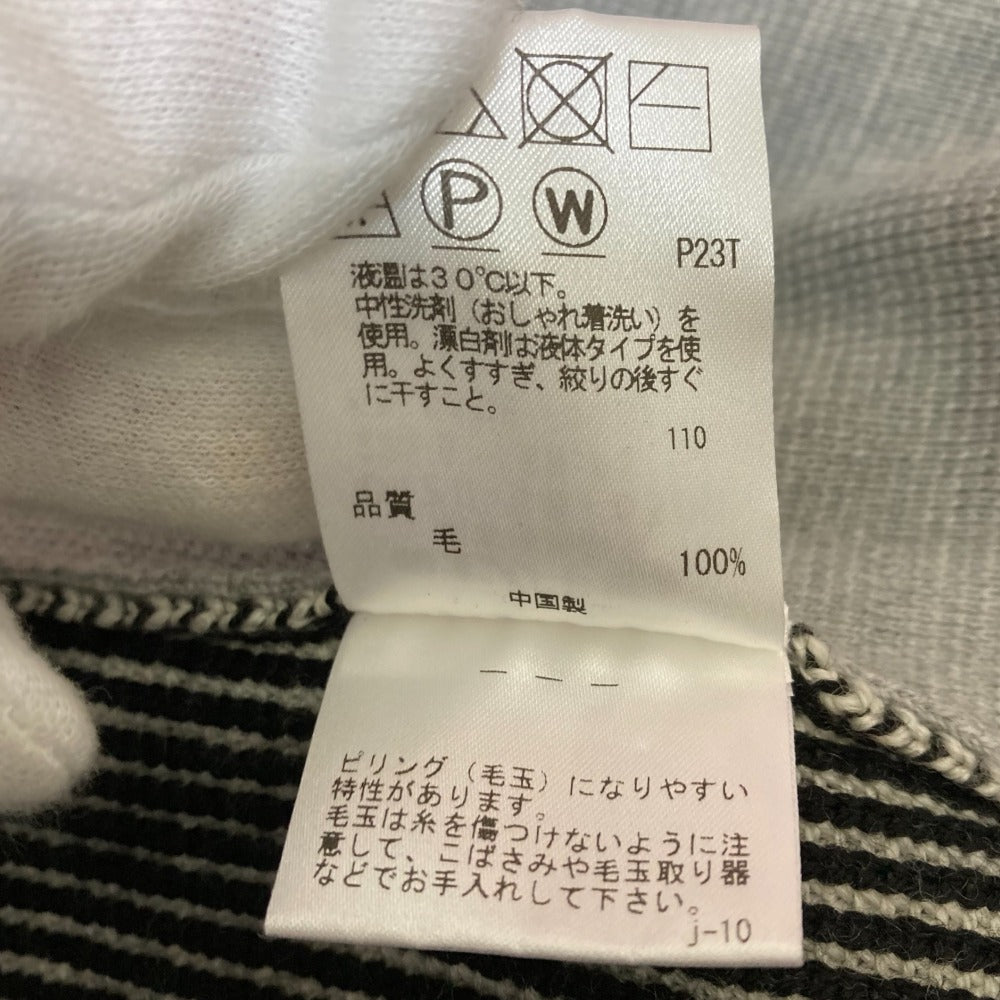 P W
P23T
液温は30℃以下。
中性洗剤（おしゃれ着洗い）を
使用。漂白剤は液体タイプを使
用。よくすすぎ、絞りの後すぐ
に干すこと。
110
品質
毛 100%
中国製
— — —
ピリング（毛玉）になりやすい
特性があります。
毛玉は糸を傷つけないように注
意して、こばさみや毛玉取り器
などでお手入れして下さい。
j-10